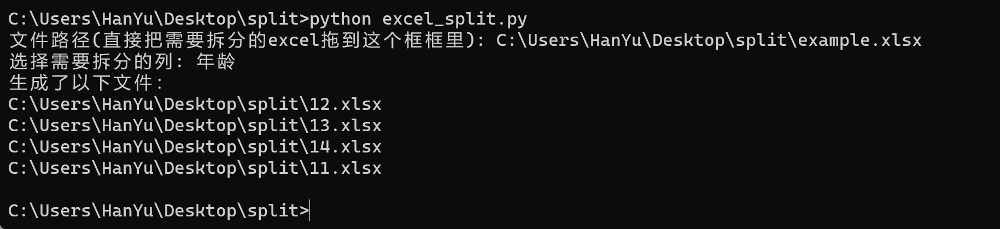 C:\Users\HanYu\Desktop\split>python excel_split.py
文件路径(直接把需要拆分的excel拖到这个框框里): C:\Users\HanYu\Desktop\split\example.xlsx
选择需要拆分的列: 年龄
生成了以下文件:
C:\Users\HanYu\Desktop\split\12.xlsx
C:\Users\HanYu\Desktop\split\13.xlsx
C:\Users\HanYu\Desktop\split\14.xlsx
C:\Users\HanYu\Desktop\split\11.xlsx
C:\Users\HanYu\Desktop\split>